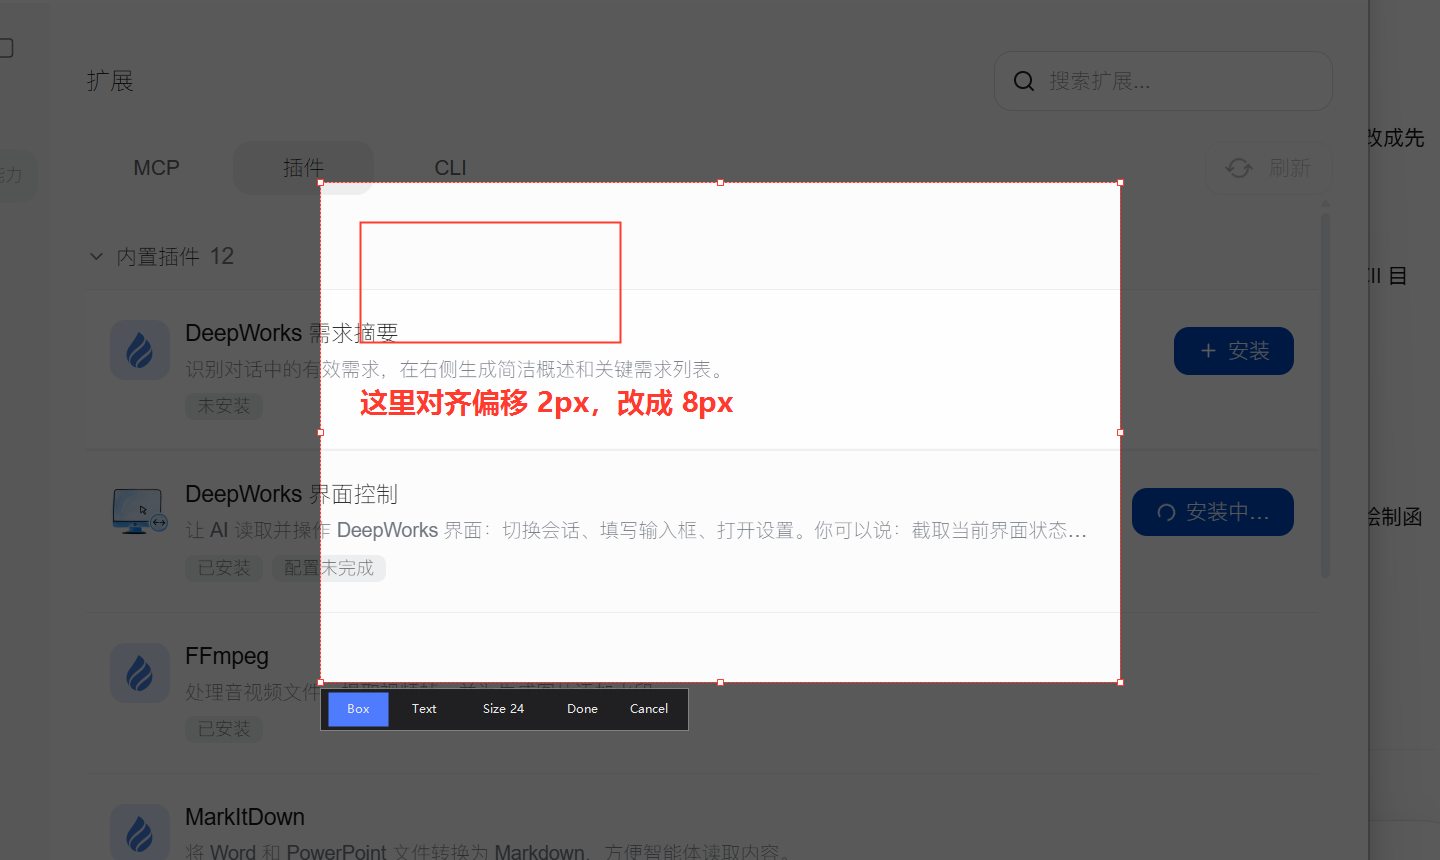 扩展
搜索扩展...
改成先
MCP
插件
CLI
刷新
能力
内置插件 12
II 目
DeepWorks 需求摘要
识别对话中的有效需求，在右侧生成简洁概述和关键需求列表。
未安装
安装
这里对齐偏移 2px，改成 8px
DeepWorks 界面控制
让 AI 读取并操作 DeepWorks 界面：切换会话、填写输入框、打开设置。你可以说：截取当前界面状态...
已安装
配置未完成
安装中...
绘制函
FFmpeg
处理音视频文件
已安装
Box
Text
Size 24
Done
Cancel
MarkItDown
将 Word 和 PowerPoint 文件转换为 Markdown，方便智能体读取内容。